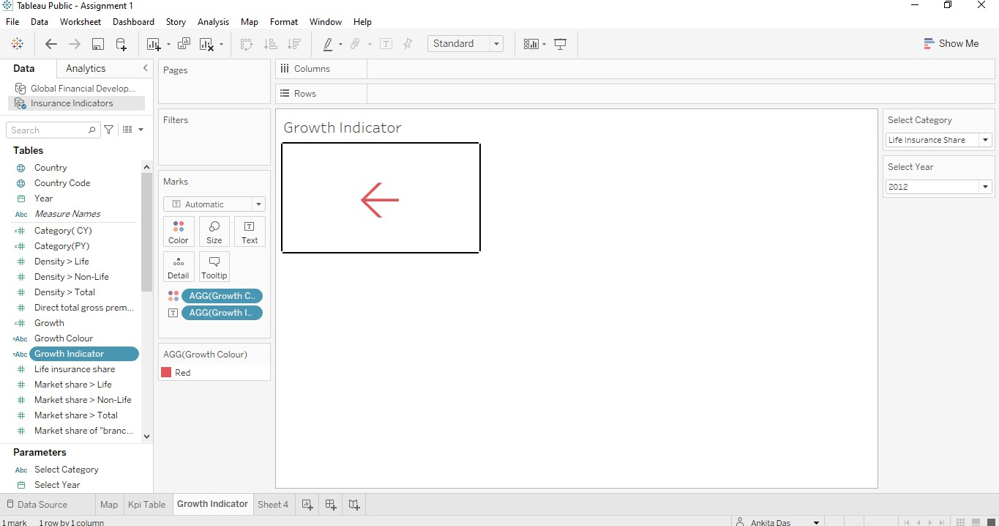 Tableau Public - Assignment 1
File Data Worksheet Dashboard Story Analysis Map Format Window Help
Standard
Show Me
Data Analytics
Global Financial Develop...
Insurance Indicators
Search
Tables
Country
Country Code
Year
Abc Measure Names
Category( CY)
Category(PY)
Density > Life
Density > Non-Life
Density > Total
Direct total gross prem...
Growth
=Abc Growth Colour
=Abc Growth Indicator
Life insurance share
Market share > Life
Market share > Non-Life
Market share > Total
Market share of "branc...
Parameters
Abc Select Category
Select Year
Pages
Filters
Marks
Automatic
Color Size Text
Detail Tooltip
AGG(Growth C..
AGG(Growth I..
AGG(Growth Colour)
Red
Columns
Rows
Growth Indicator
Select Category
Life Insurance Share
Select Year
2012
Data Source Map Kpi Table Growth Indicator Sheet 4
1 mark 1 row by 1 column Ankita Das